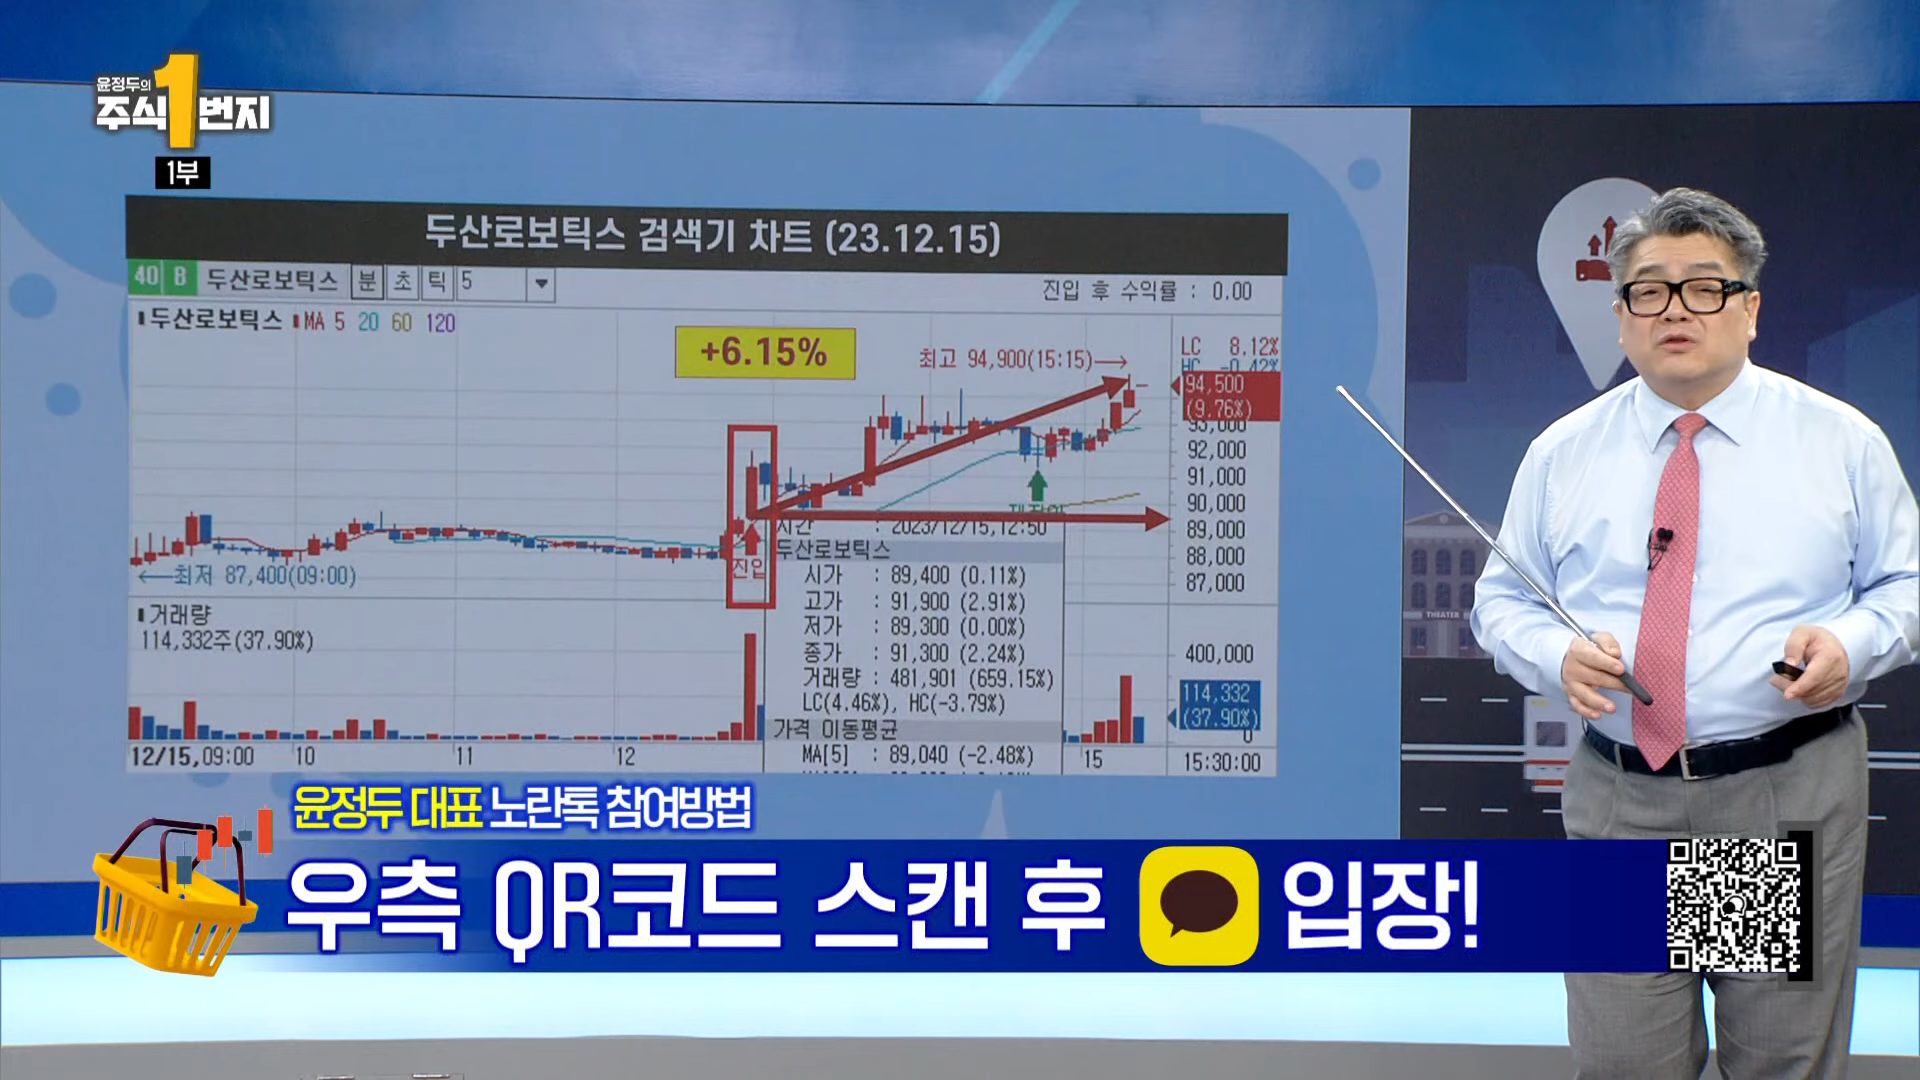 윤정두의
주식1번지
1부
두산로보틱스 검색기 차트 (23.12.15)
40 B 두산로보틱스 분 초 틱 5
진입 후 수익률 : 0.00
두산로보틱스 MA 5 20 60 120
+6.15%
최고 94,900(15:15)
LC 8.12%
HC -0.42%
94,500
(9.76%)
93,000
92,000
91,000
90,000
89,000
88,000
87,000
최저 87,400(09:00)
진입
시간 : 2023/12/15,12:50
두산로보틱스
시가 : 89,400 (0.11%)
고가 : 91,900 (2.91%)
저가 : 89,300 (0.00%)
종가 : 91,300 (2.24%)
거래량 : 481,901 (659.15%)
LC(4.46%), HC(-3.79%)
가격 이동평균
MA[5] : 89,040 (-2.48%)
거래량
114,332주(37.90%)
400,000
114,332
(37.90%)
0
12/15,09:00 10 11 12 15 15:30:00
THEATER
윤정두 대표 노란톡 참여방법
우측 QR코드 스캔 후 입장!